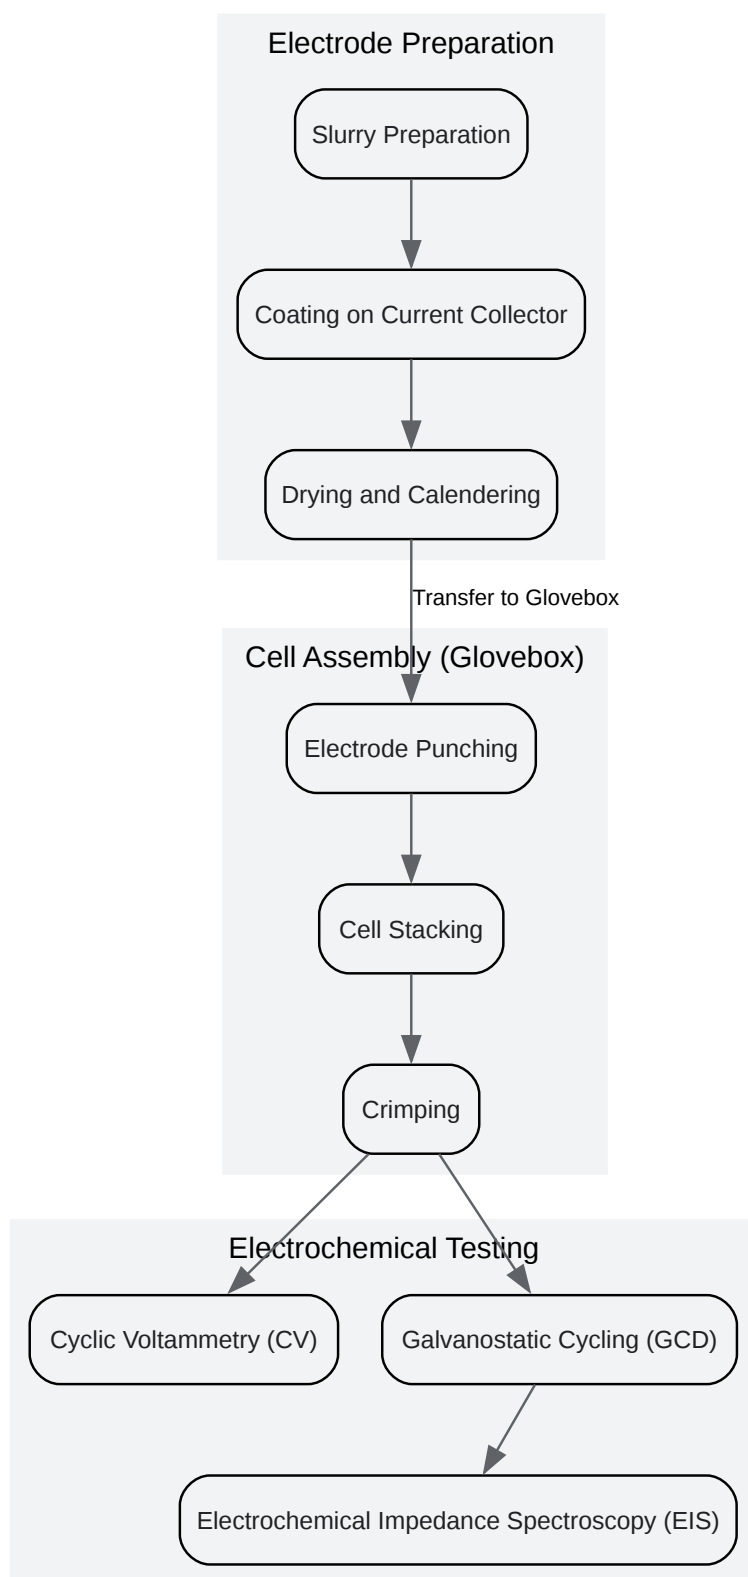 Electrode Preparation
Slurry Preparation
Coating on Current Collector
Drying and Calendering
Transfer to Glovebox
Cell Assembly (Glovebox)
Electrode Punching
Cell Stacking
Crimping
Electrochemical Testing
Cyclic Voltammetry (CV)
Galvanostatic Cycling (GCD)
Electrochemical Impedance Spectroscopy (EIS)